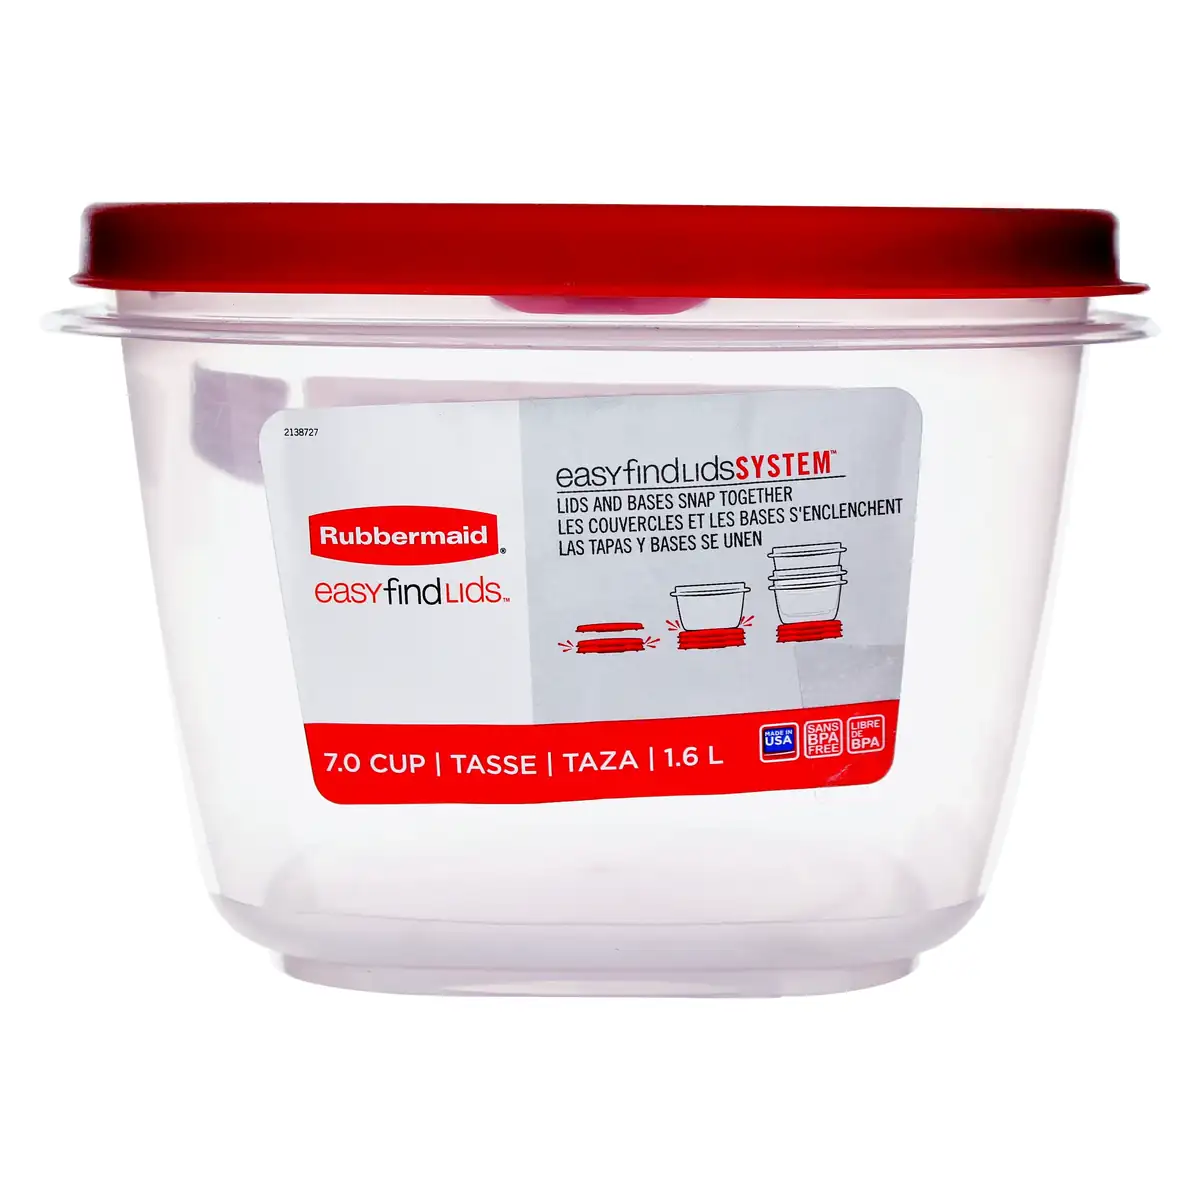 2138727
Rubbermaid®
easyfindLids™
easyfindLidsSYSTEM™
LIDS AND BASES SNAP TOGETHER
LES COUVERCLES ET LES BASES S'ENCLENCHENT
LAS TAPAS Y BASES SE UNEN
7.0 CUP | TASSE | TAZA | 1.6 L
MADE IN
USA
SANS
BPA
FREE
LIBRE
DE
BPA